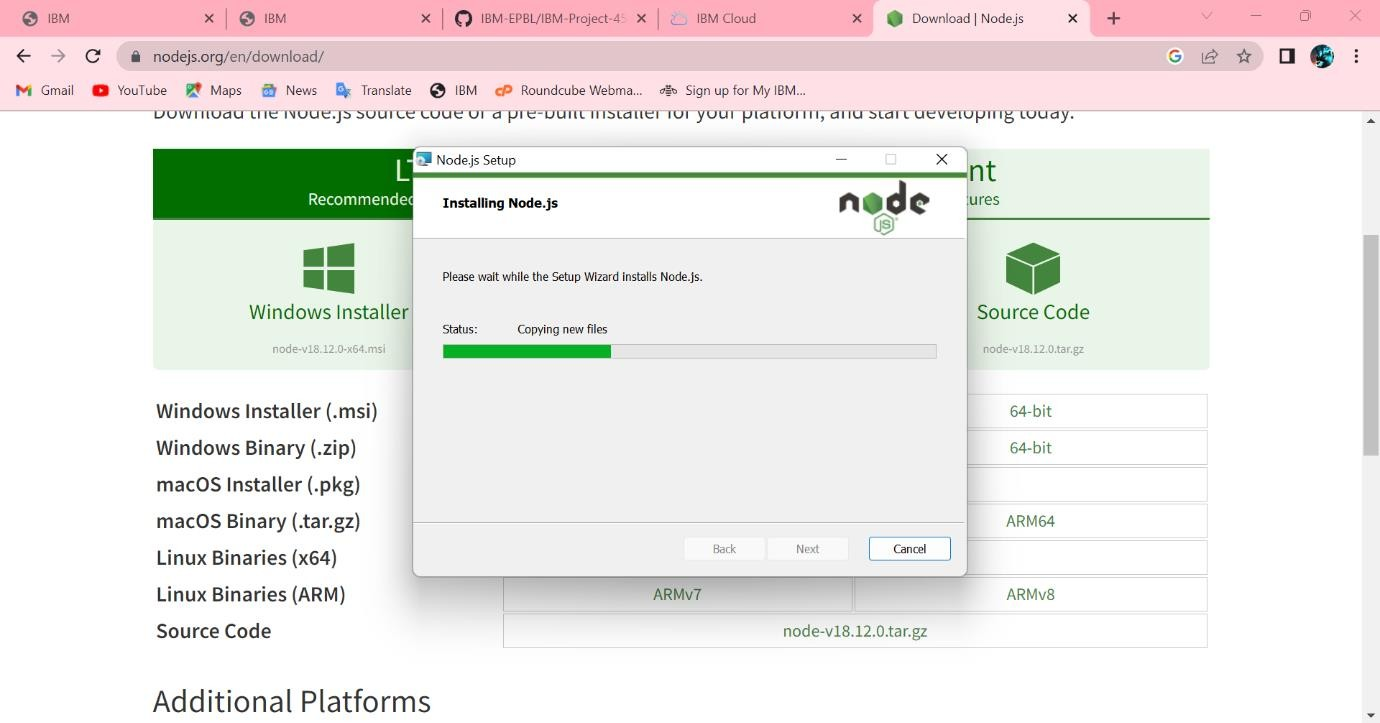 IBM
IBM
IBM-EPBL/IBM-Project-45
IBM Cloud
Download | Node.js
nodejs.org/en/download/
Gmail
YouTube
Maps
News
Translate
IBM
Roundcube Webma...
Sign up for My IBM...
Download the Node.js source code or a pre-built installer for your platform, and start developing today.
Node.js Setup
Recommended
nt
tures
Installing Node.js
node
JS
Please wait while the Setup Wizard installs Node.js.
Windows Installer
Source Code
Status: Copying new files
node-v18.12.0-x64.msi
node-v18.12.0.tar.gz
Windows Installer (.msi)
64-bit
Windows Binary (.zip)
64-bit
macOS Installer (.pkg)
macOS Binary (.tar.gz)
ARM64
Back
Next
Cancel
Linux Binaries (x64)
Linux Binaries (ARM)
ARMv7
ARMv8
Source Code
node-v18.12.0.tar.gz
Additional Platforms